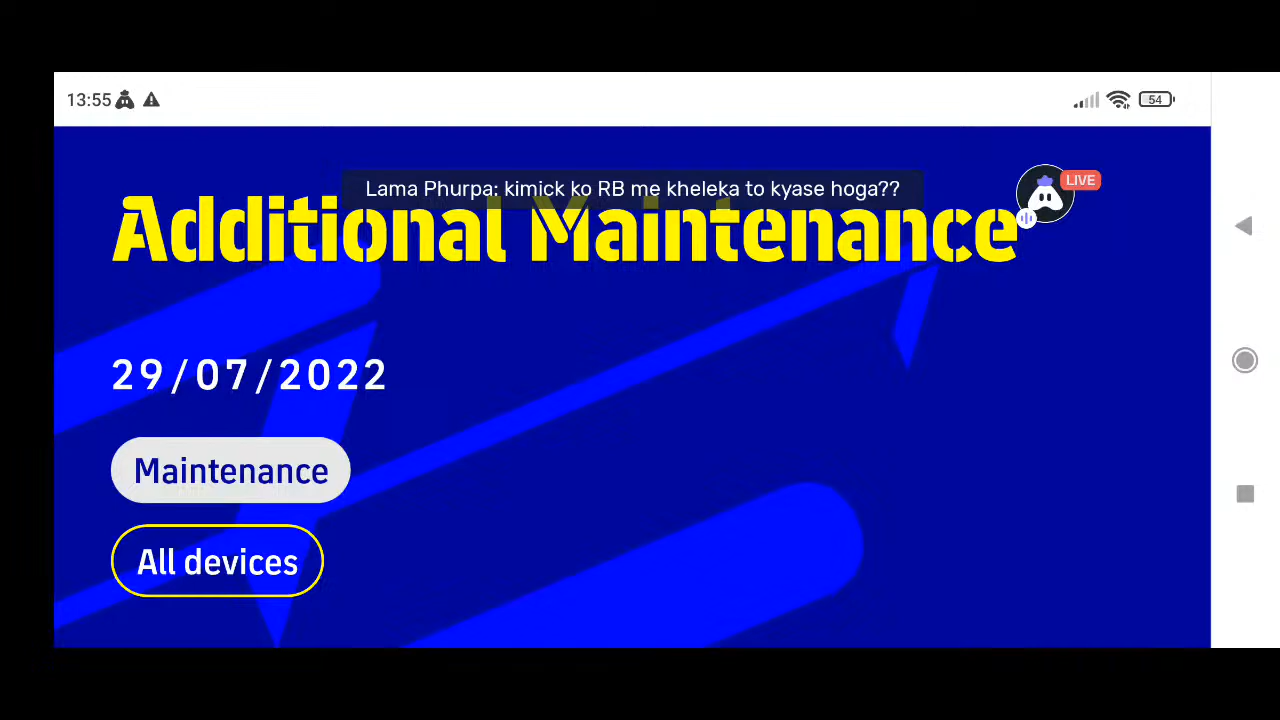 13:55
54
Lama Phurpa: kimick ko RB me kheleka to kyase hoga??
LIVE
Additional Maintenance
29/07/2022
Maintenance
All devices